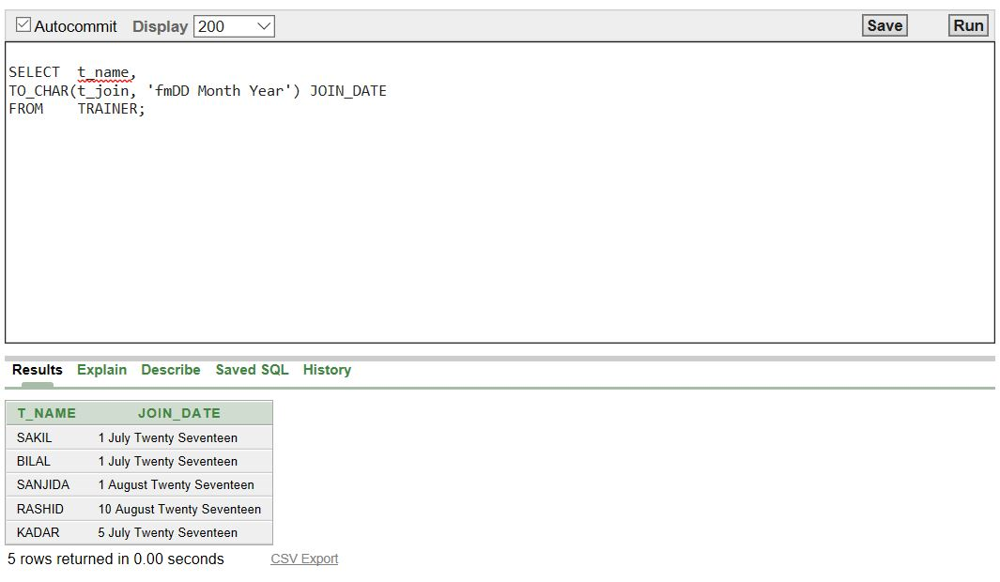 Autocommit Display 200 Save Run
SELECT t_name,
TO_CHAR(t_join, 'fmDD Month Year') JOIN_DATE
FROM TRAINER;
Results Explain Describe Saved SQL History
T_NAME JOIN_DATE
SAKIL 1 July Twenty Seventeen
BILAL 1 July Twenty Seventeen
SANJIDA 1 August Twenty Seventeen
RASHID 10 August Twenty Seventeen
KADAR 5 July Twenty Seventeen
5 rows returned in 0.00 seconds CSV Export